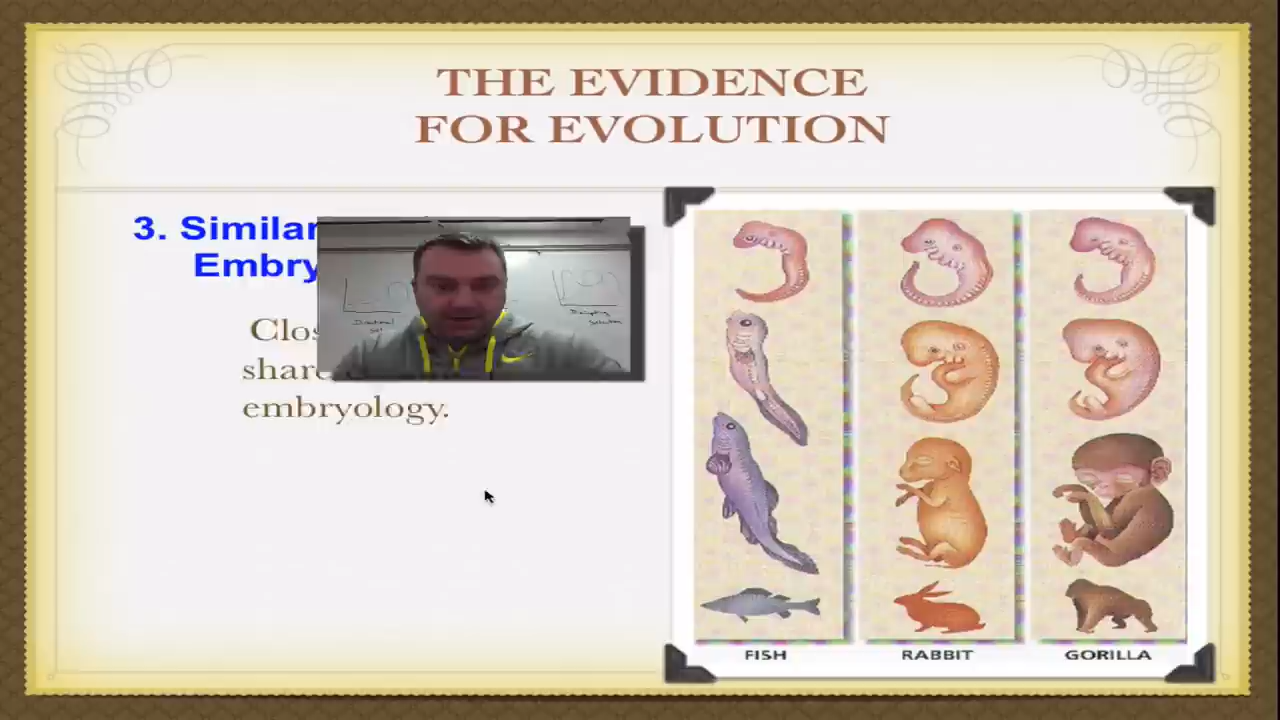 THE EVIDENCE
FOR EVOLUTION
3. Similar
Embry
Clos
share
embryology.
FISH
RABBIT
GORILLA